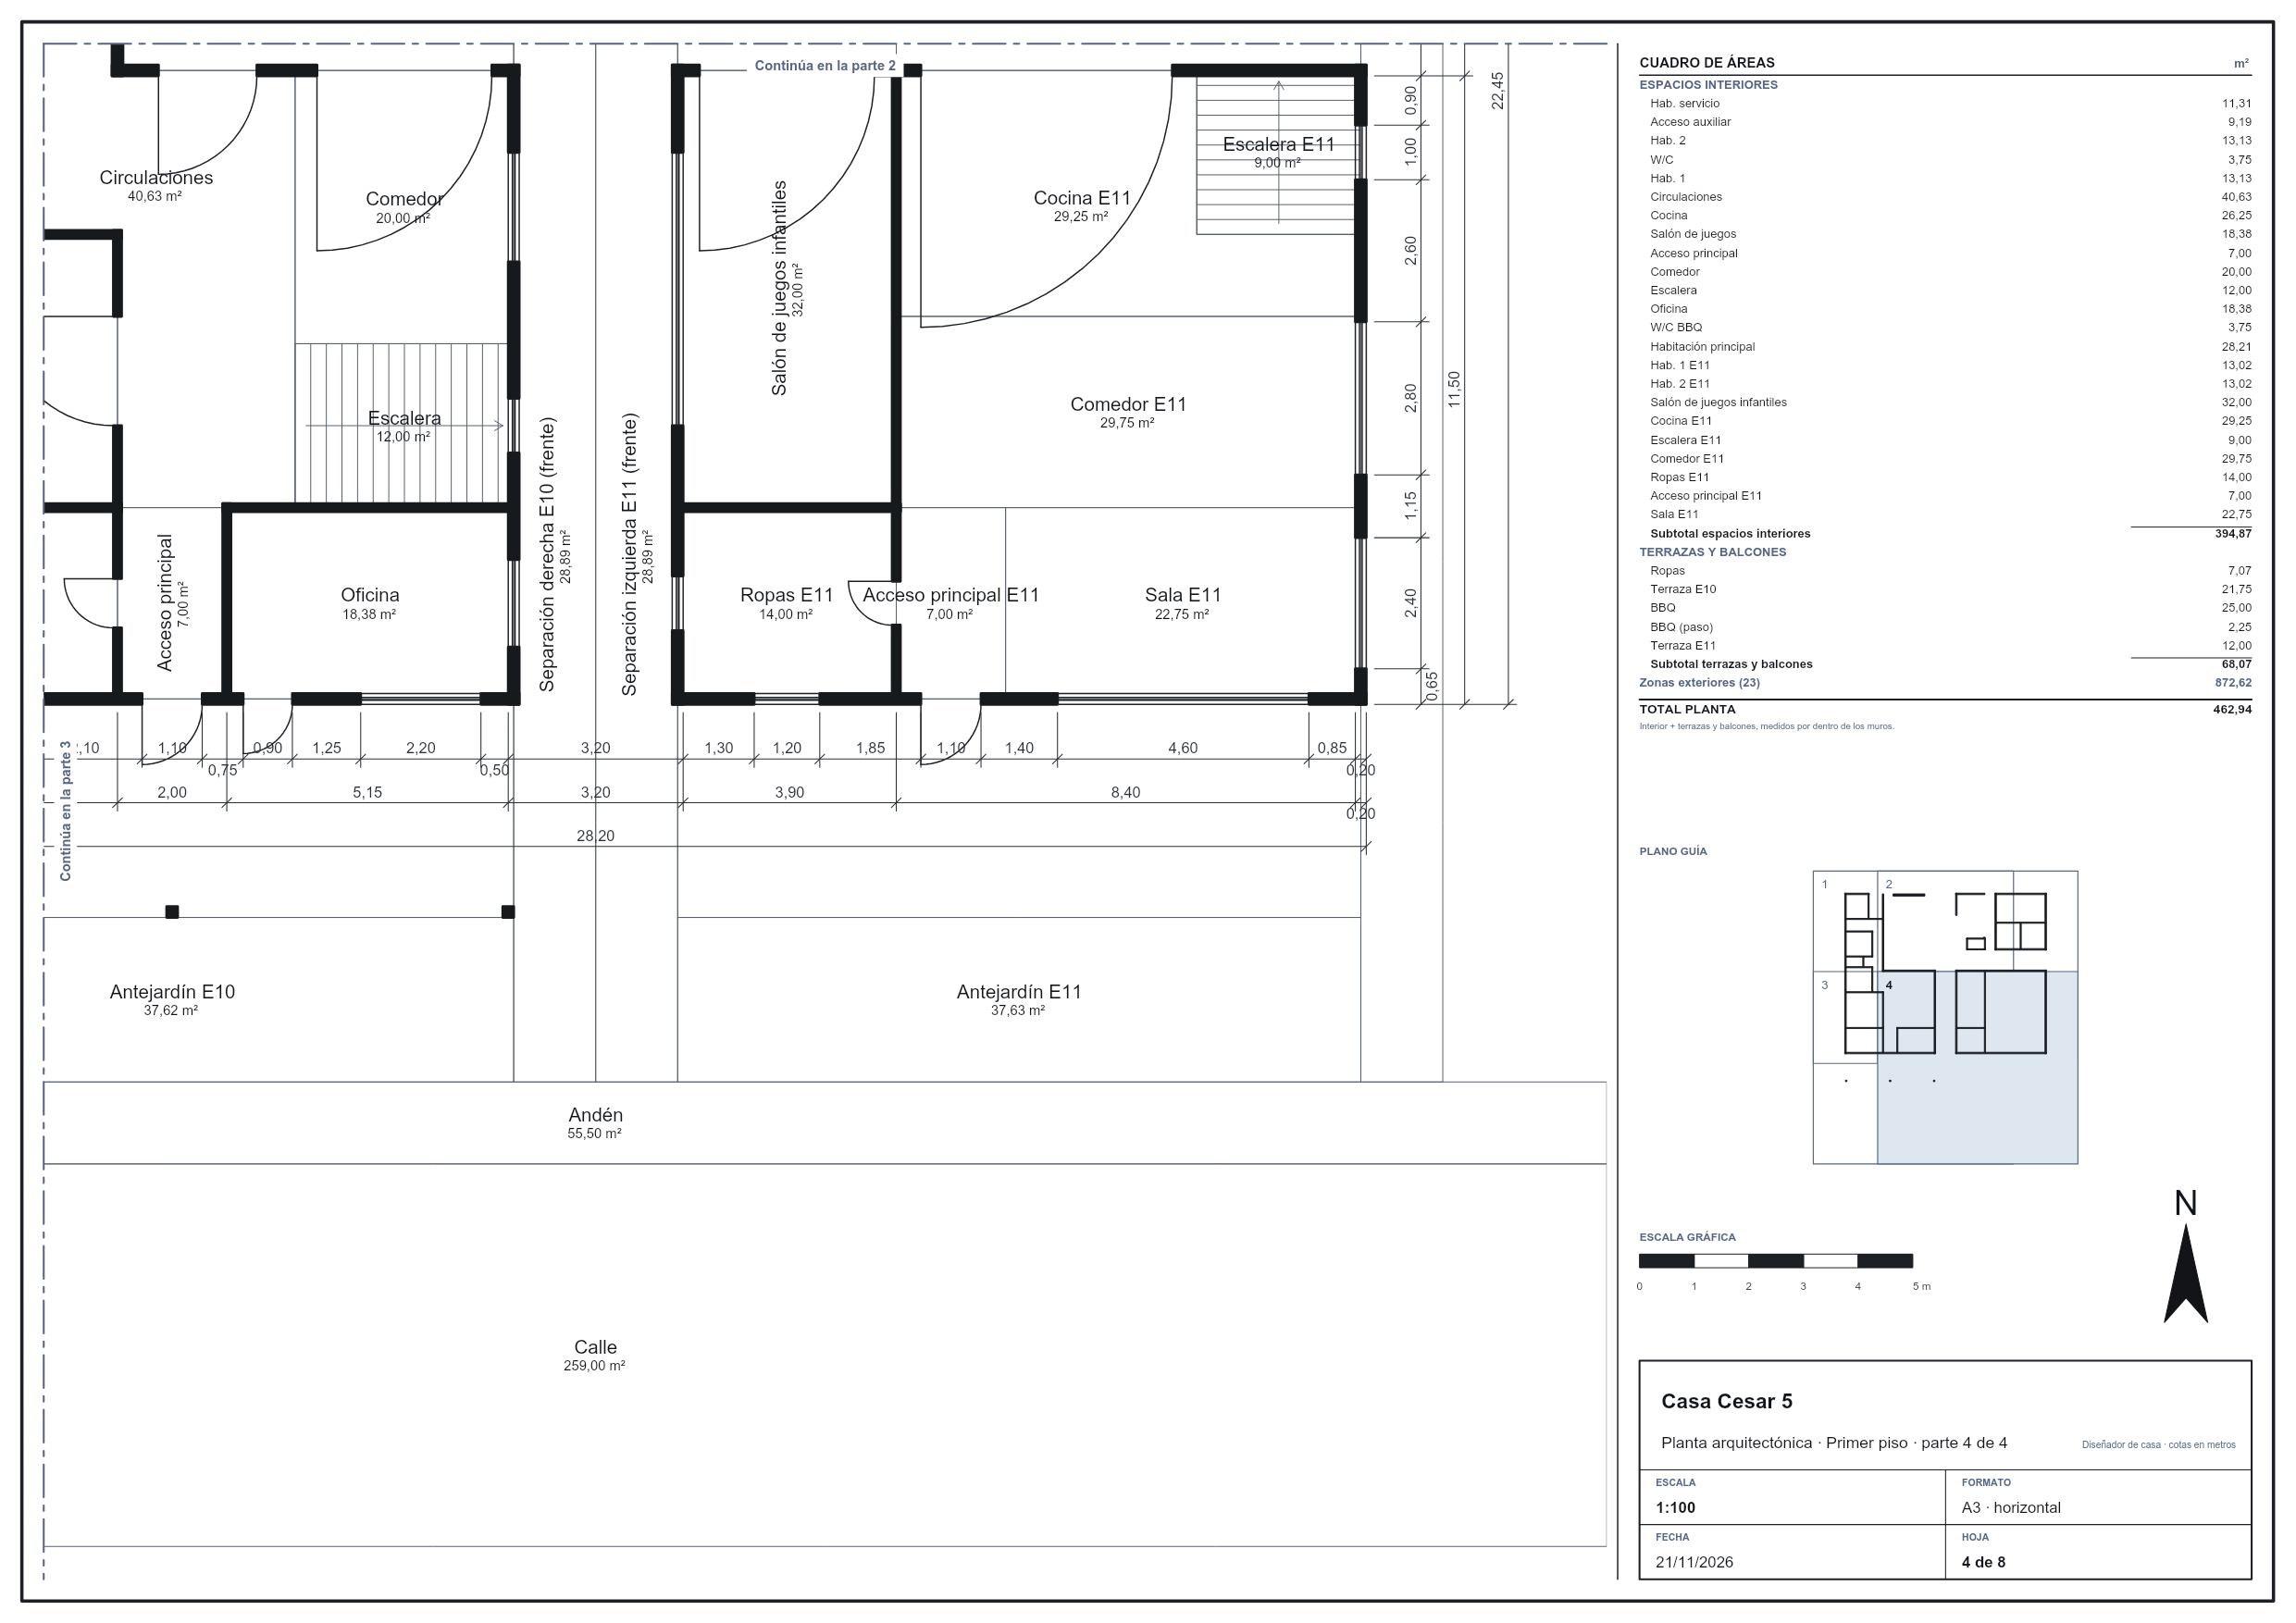 Continúa en la parte 2
Circulaciones
40,63 m²
Comedor
20,00 m²
Escalera
12,00 m²
Acceso principal
7,00 m²
Oficina
18,38 m²
Separación derecha E10 (frente)
28,89 m²
Separación izquierda E11 (frente)
28,89 m²
Salón de juegos infantiles
32,00 m²
Cocina E11
29,25 m²
Escalera E11
9,00 m²
Comedor E11
29,75 m²
Ropas E11
14,00 m²
Acceso principal E11
7,00 m²
Sala E11
22,75 m²
0,90
1,00
2,60
2,80
1,15
2,40
0,65
11,50
22,45
1,10 0,90 1,25 2,20 3,20 1,30 1,20 1,85 1,10 1,40 4,60 0,85
0,75 0,50 0,20
2,00 5,15 3,20 3,90 8,40
0,20
28,20
Continúa en la parte 3
Antejardín E10
37,62 m²
Antejardín E11
37,63 m²
Andén
55,50 m²
Calle
259,00 m²
CUADRO DE ÁREAS m²
ESPACIOS INTERIORES
Hab. servicio 11,31
Acceso auxiliar 9,19
Hab. 2 13,13
W/C 3,75
Hab. 1 13,13
Circulaciones 40,63
Cocina 26,25
Salón de juegos 18,38
Acceso principal 7,00
Comedor 20,00
Escalera 12,00
Oficina 18,38
W/C BBQ 3,75
Habitación principal 28,21
Hab. 1 E11 13,02
Hab. 2 E11 13,02
Salón de juegos infantiles 32,00
Cocina E11 29,25
Escalera E11 9,00
Comedor E11 29,75
Ropas E11 14,00
Acceso principal E11 7,00
Sala E11 22,75
Subtotal espacios interiores 394,87
TERRAZAS Y BALCONES
Ropas 7,07
Terraza E10 21,75
BBQ 25,00
BBQ (paso) 2,25
Terraza E11 12,00
Subtotal terrazas y balcones 68,07
Zonas exteriores (23) 872,62
TOTAL PLANTA 462,94
Interior + terrazas y balcones, medidos por dentro de los muros.
PLANO GUÍA
1 2
3 4
N
ESCALA GRÁFICA
0 1 2 3 4 5 m
Casa Cesar 5
Planta arquitectónica · Primer piso · parte 4 de 4
Diseñador de casa · cotas en metros
ESCALA
1:100
FORMATO
A3 · horizontal
FECHA
21/11/2026
HOJA
4 de 8